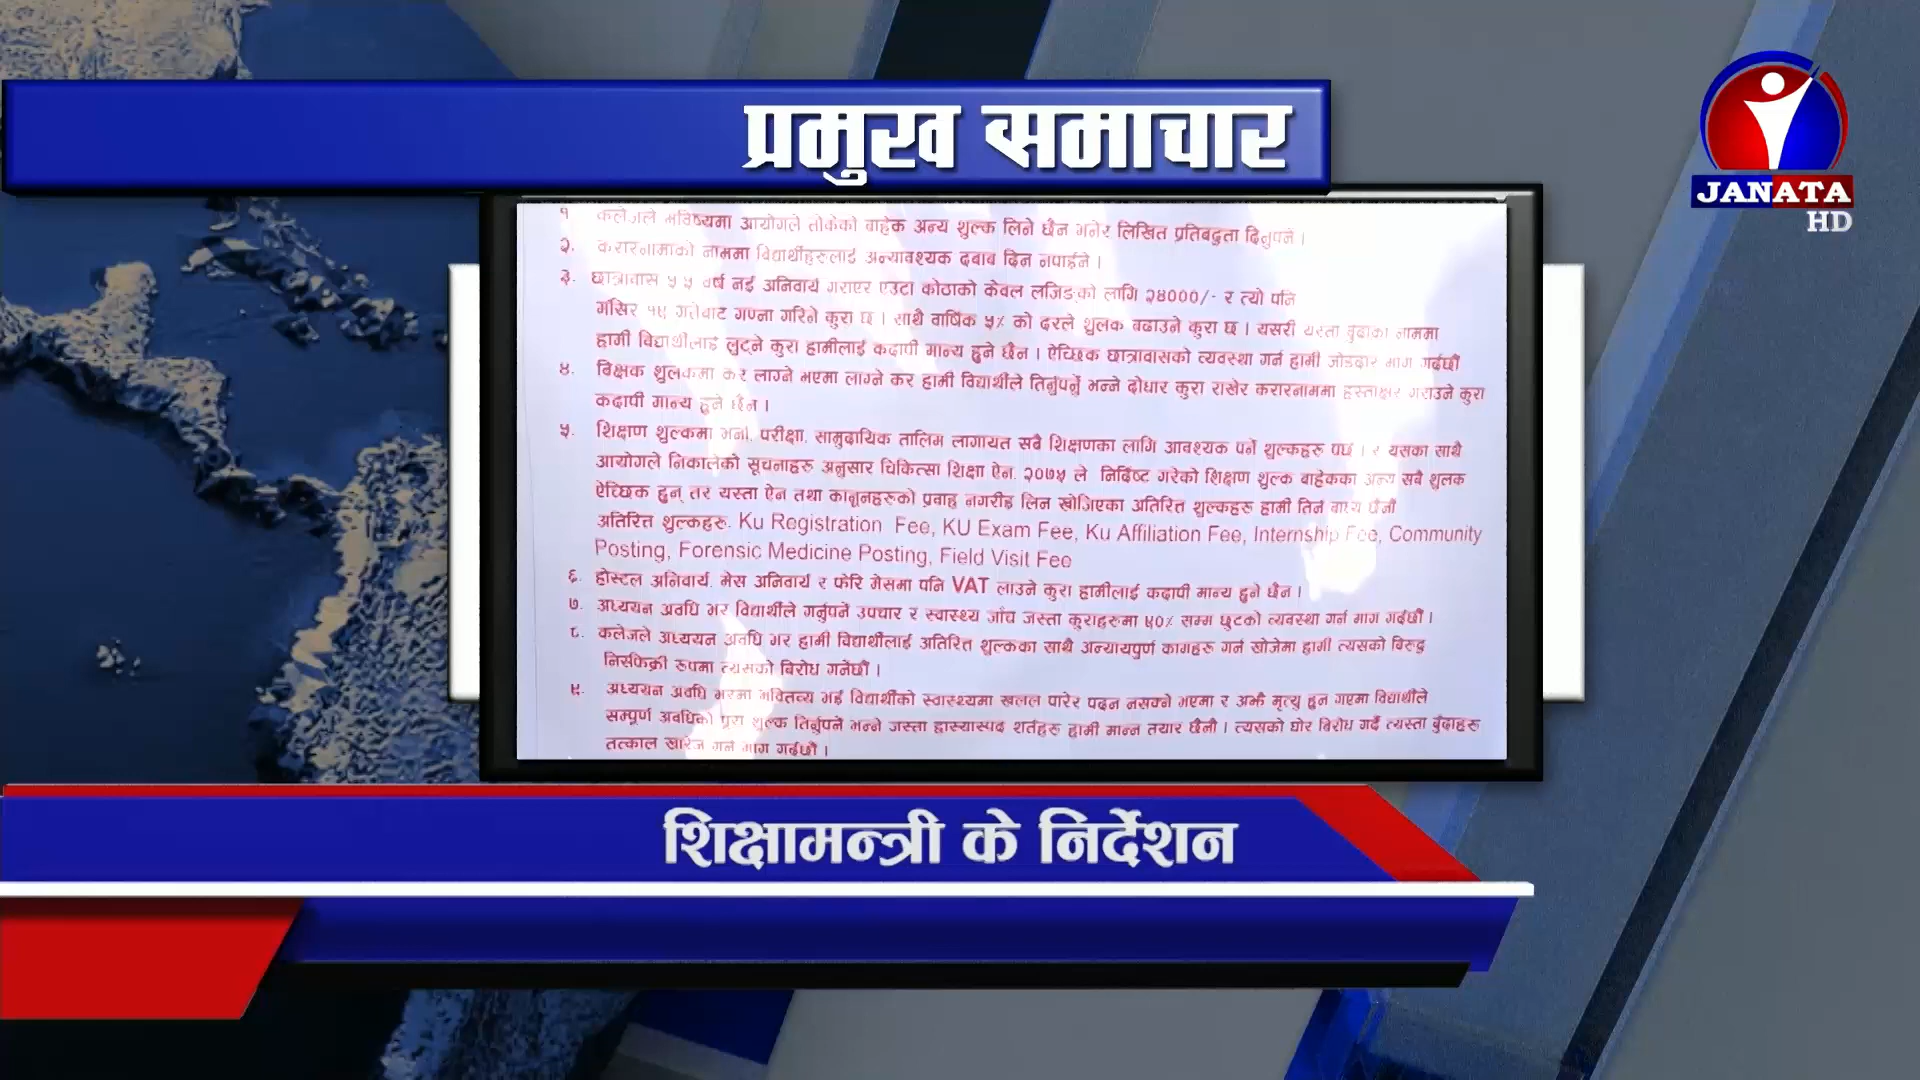 प्रमुख समाचार
JANATA
HD
१ कलेजले भविष्यमा आयोगले तोकेको बाहेक अन्य शुल्क लिने छैन भनेर लिखित प्रतिबद्धता दिनुपर्ने।
२. करारनामाको नाममा विद्यार्थीहरुलाई अन्यावश्यक दबाब दिन नपाईने।
३. छात्रावास ५.५ वर्ष नई अनिवार्य गराएर एउटा कोठाको केवल लजिङ्को लागि २४०००/- र त्यो पनि
मंसिर १५ गतेबाट गणना गरिने कुरा छ। साथै वार्षिक ५% को दरले शुलक बढाउने कुरा छ। यसरी यस्ता बुदाका नाममा
हामी विद्यार्थीलाई लुट्ने कुरा हामीलाई कदापी मान्य हुने छैन। ऐच्छिक छात्रावासको व्यवस्था गर्न हामी जोडदार माग गर्दछौं
४. शुलकमा कर लाग्ने भएमा लाग्ने कर हामी विद्यार्थीले तिर्नुपर्ने भन्ने दोधार कुरा राखेर करारनाममा हस्ताक्षर गराउने कुरा
कदापी मान्य हुने छैन।
५. शिक्षाण शुल्कमा भर्ना, परीक्षा, सामुदायिक तालिम लागायत सबै शिक्षणका लागि आवश्यक पर्ने शुल्कहरु पर्छ। र यसका साथै
आयोगले निकालेको सूचनाहरु अनुसार चिकित्सा शिक्षा ऐन, २०७५ ले निर्दिष्ट गरेको शिक्षण शुल्क बाहेकका अन्य सबै शुलक
ऐच्छिक हुन् तर यस्ता ऐन तथा कानूनहरुको प्रवाह नगरीइ लिन खोजिएका अतिरित शुल्कहरु हामी तिर्न बाध्य छैनौ
अतिरित शुल्कहरु. Ku Registration Fee, KU Exam Fee, Ku Affiliation Fee, Internship Fee, Community
Posting, Forensic Medicine Posting, Field Visit Fee
६. होस्टल अनिवार्य, मेस अनिवार्य र फेरि मेसमा पनि VAT लाउने कुरा हामीलाई कदापी मान्य हुने छैन।
७. अध्ययन अवधि भर विद्यार्थीले गर्नुपर्ने उपचार र स्वास्थ्य जाँच जस्ता कुराहरुमा ५०% सम्म छुटको व्यवस्था गर्न माग गर्दछौं।
८. कलेजले अध्ययन अवधि भर हामी विद्यार्थीलाई अतिरित शुल्कका साथै अन्यायपुर्ण कामहरु गर्न खोजेमा हामी त्यसको बिरुद्ध
निसंफिक्री रुपमा त्यसको बिरोध गर्नेछौं।
९. अध्ययन अवधि भरमा भवितव्य भई विद्यार्थीको स्वास्थ्यमा खलल पारेर पढन नसक्ने भएमा र अझै मृत्यु हुन गएमा विद्यार्थीले
सम्पूर्ण अवधिको पुरा शुल्क तिर्नुपर्ने भन्ने जस्ता हास्यास्पद शर्तहरु हामी मान्न तयार छैनौ। त्यसको घोर बिरोध गर्दै त्यस्ता बुँदाहरु
तत्काल खारेज गर्न माग गर्दछौं।
शिक्षामन्त्री के निर्देशन